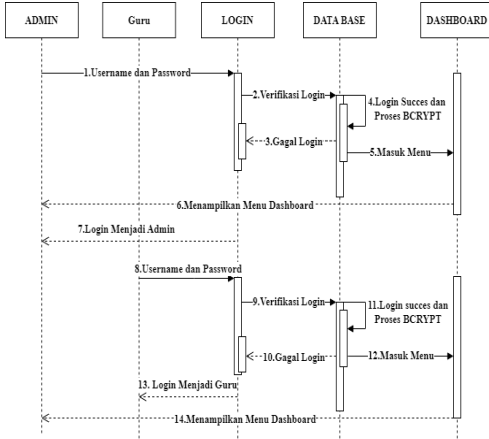 ADMIN
Guru
LOGIN
DATA BASE
DASHBOARD
1.Username dan Password
2.Verifikasi Login
4.Login Succes dan
Proses BCRYPT
3.Gagal Login
5.Masuk Menu
6.Menampilkan Menu Dashboard
7.Login Menjadi Admin
8.Username dan Password
9.Verifikasi Login
11.Login succes dan
Proses BCRYPT
10.Gagal Login
12.Masuk Menu
13. Login Menjadi Guru
14.Menampilkan Menu Dashboard